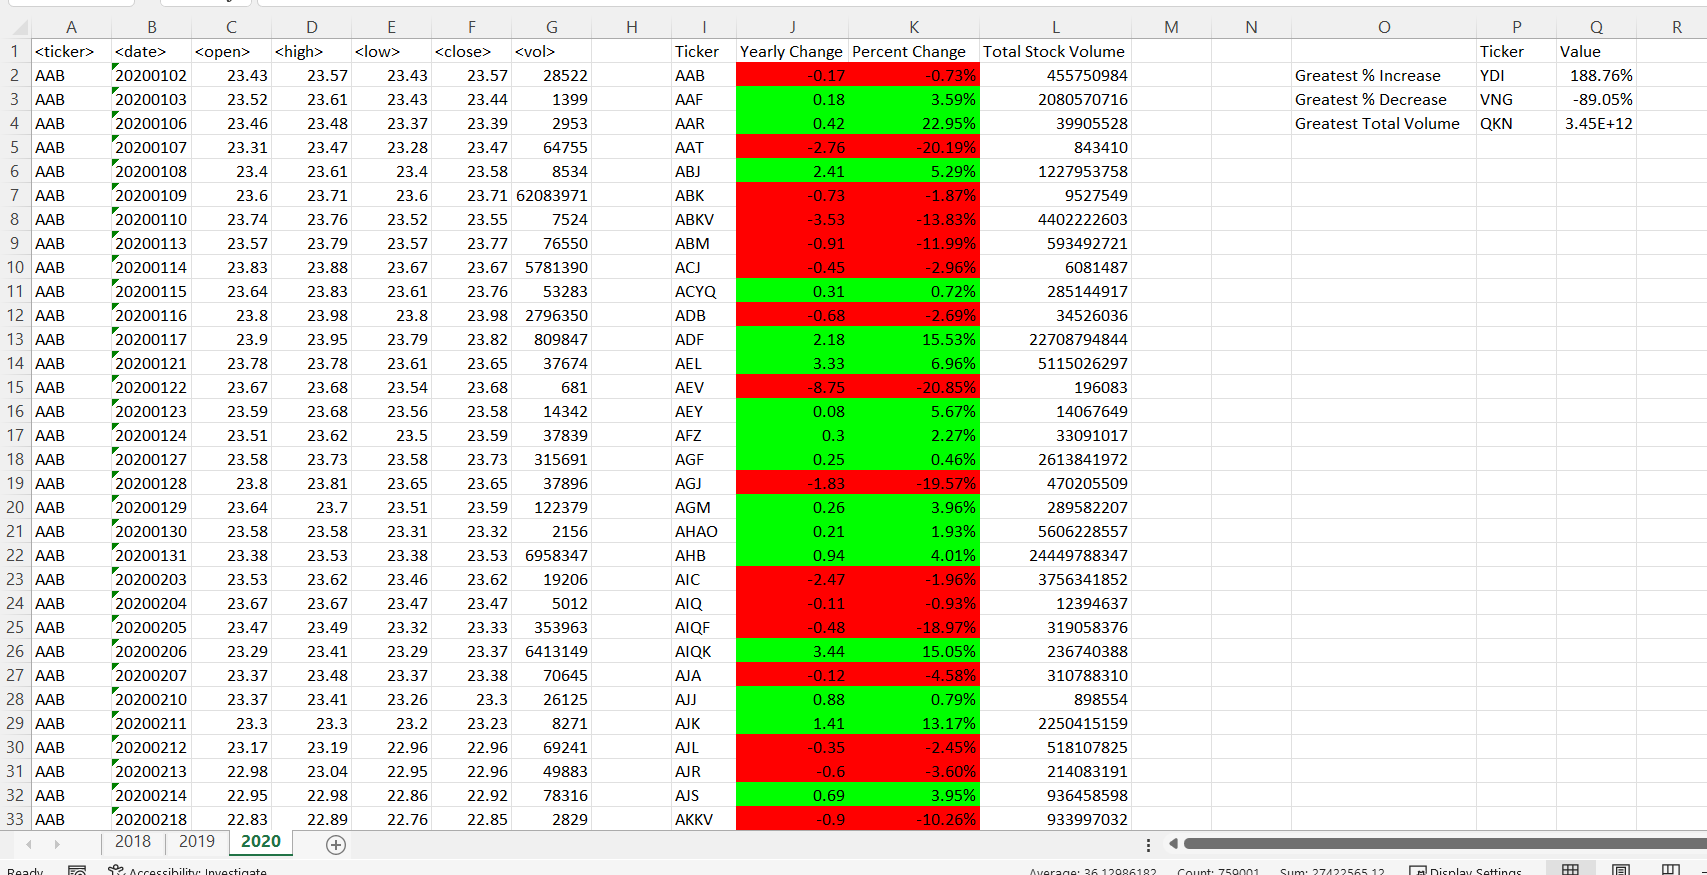 A B C D E F G H I J K L M N O P Q R
1 <ticker> <date> <open> <high> <low> <close> <vol> Ticker Yearly Change Percent Change Total Stock Volume Ticker Value
2 AAB 20200102 23.43 23.57 23.43 23.57 28522 AAB -0.17 -0.73% 455750984 Greatest % Increase YDI 188.76%
3 AAB 20200103 23.52 23.61 23.43 23.44 1399 AAF 0.18 3.59% 2080570716 Greatest % Decrease VNG -89.05%
4 AAB 20200106 23.46 23.48 23.37 23.39 2953 AAR 0.42 22.95% 39905528 Greatest Total Volume QKN 3.45E+12
5 AAB 20200107 23.31 23.47 23.28 23.47 64755 AAT -2.76 -20.19% 843410
6 AAB 20200108 23.4 23.61 23.4 23.58 8534 ABJ 2.41 5.29% 1227953758
7 AAB 20200109 23.6 23.71 23.6 23.71 62083971 ABK -0.73 -1.87% 9527549
8 AAB 20200110 23.74 23.76 23.52 23.55 7524 ABKV -3.53 -13.83% 4402222603
9 AAB 20200113 23.57 23.79 23.57 23.77 76550 ABM -0.91 -11.99% 593492721
10 AAB 20200114 23.83 23.88 23.67 23.67 5781390 ACJ -0.45 -2.96% 6081487
11 AAB 20200115 23.64 23.83 23.61 23.76 53283 ACYQ 0.31 0.72% 285144917
12 AAB 20200116 23.8 23.98 23.8 23.98 2796350 ADB -0.68 -2.69% 34526036
13 AAB 20200117 23.9 23.95 23.79 23.82 809847 ADF 2.18 15.53% 22708794844
14 AAB 20200121 23.78 23.78 23.61 23.65 37674 AEL 3.33 6.96% 5115026297
15 AAB 20200122 23.67 23.68 23.54 23.68 681 AEV -8.75 -20.85% 196083
16 AAB 20200123 23.59 23.68 23.56 23.58 14342 AEY 0.08 5.67% 14067649
17 AAB 20200124 23.51 23.62 23.5 23.59 37839 AFZ 0.3 2.27% 33091017
18 AAB 20200127 23.58 23.73 23.58 23.73 315691 AGF 0.25 0.46% 2613841972
19 AAB 20200128 23.8 23.81 23.65 23.65 37896 AGJ -1.83 -19.57% 470205509
20 AAB 20200129 23.64 23.7 23.51 23.59 122379 AGM 0.26 3.96% 289582207
21 AAB 20200130 23.58 23.58 23.31 23.32 2156 AHAO 0.21 1.93% 5606228557
22 AAB 20200131 23.38 23.53 23.38 23.53 6958347 AHB 0.94 4.01% 24449788347
23 AAB 20200203 23.53 23.62 23.46 23.62 19206 AIC -2.47 -1.96% 3756341852
24 AAB 20200204 23.67 23.67 23.47 23.47 5012 AIQ -0.11 -0.93% 12394637
25 AAB 20200205 23.47 23.49 23.32 23.33 353963 AIQF -0.48 -18.97% 319058376
26 AAB 20200206 23.29 23.41 23.29 23.37 6413149 AIQK 3.44 15.05% 236740388
27 AAB 20200207 23.37 23.48 23.37 23.38 70645 AJA -0.12 -4.58% 310788310
28 AAB 20200210 23.37 23.41 23.26 23.3 26125 AJJ 0.88 0.79% 898554
29 AAB 20200211 23.3 23.3 23.2 23.23 8271 AJK 1.41 13.17% 2250415159
30 AAB 20200212 23.17 23.19 22.96 22.96 69241 AJL -0.35 -2.45% 518107825
31 AAB 20200213 22.98 23.04 22.95 22.96 49883 AJR -0.6 -3.60% 214083191
32 AAB 20200214 22.95 22.98 22.86 22.92 78316 AJS 0.69 3.95% 936458598
33 AAB 20200218 22.83 22.89 22.76 22.85 2829 AKKV -0.9 -10.26% 933997032
2018 2019 2020
Ready Accessibility: Investigate Average: 36.12986182 Count: 759001 Sum: 27422565.12 Display Settings